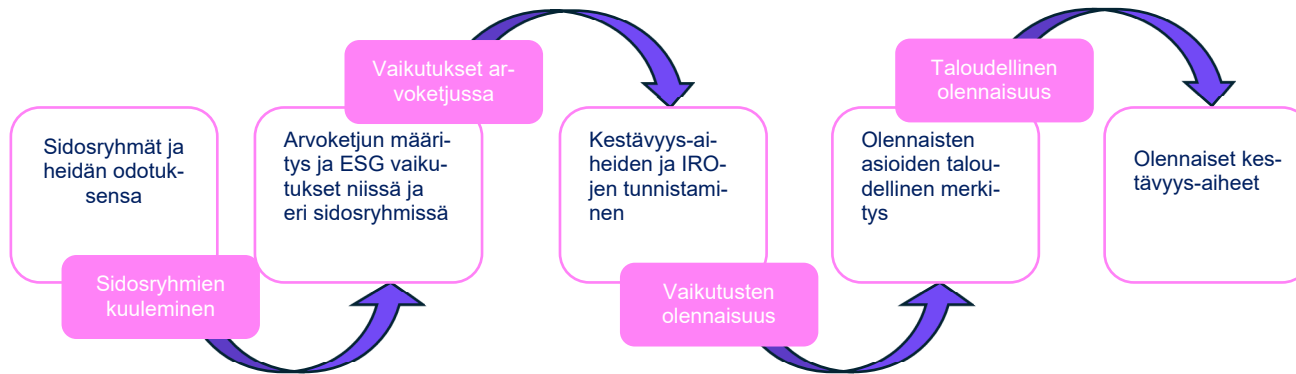 Sidosryhmät ja
heidän odotuk-
sensa
Sidosryhmien
kuuleminen
Vaikutukset ar-
voketjussa
Arvoketjun määri-
tys ja ESG vaiku-
tukset niissä ja
eri sidosryhmissä
Kestävyys-ai-
heiden ja IRO-
jen tunnistami-
nen
Vaikutusten
olennaisuus
Taloudellinen
olennaisuus
Olennaisten
asioiden talou-
dellinen merki-
tys
Olennaiset kes-
tävyys-aiheet